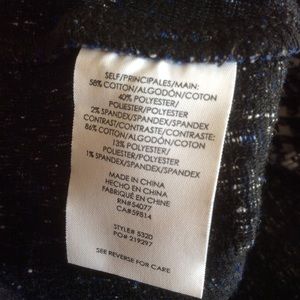 SELF/PRINCIPALES/MAIN:
58% COTTON/ALGODÓN/COTON
40% POLYESTER/
POLIESTER/POLYESTER
2% SPANDEX/SPANDEX/SPANDEX
CONTRAST/CONTRASTE/CONTRASTE:
86% COTTON/ALGODÓN/COTON
13% POLYESTER/
POLIESTER/POLYESTER
1% SPANDEX/SPANDEX/SPANDEX
MADE IN CHINA
HECHO EN CHINA
FABRIQUÉ EN CHINE
RN#54077
CA#59814
STYLE# 5320
PO# 219297
SEE REVERSE FOR CARE